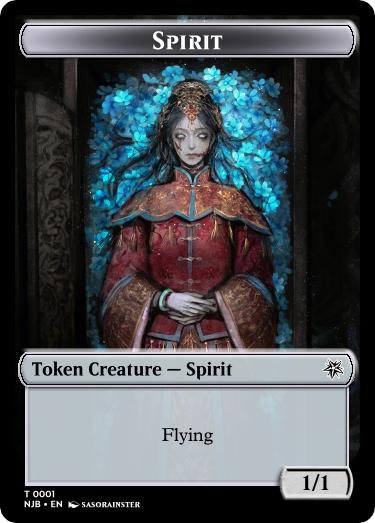 Spirit
Token Creature — Spirit
Flying
1/1
T 0001
NJB • EN SASORAINSTER